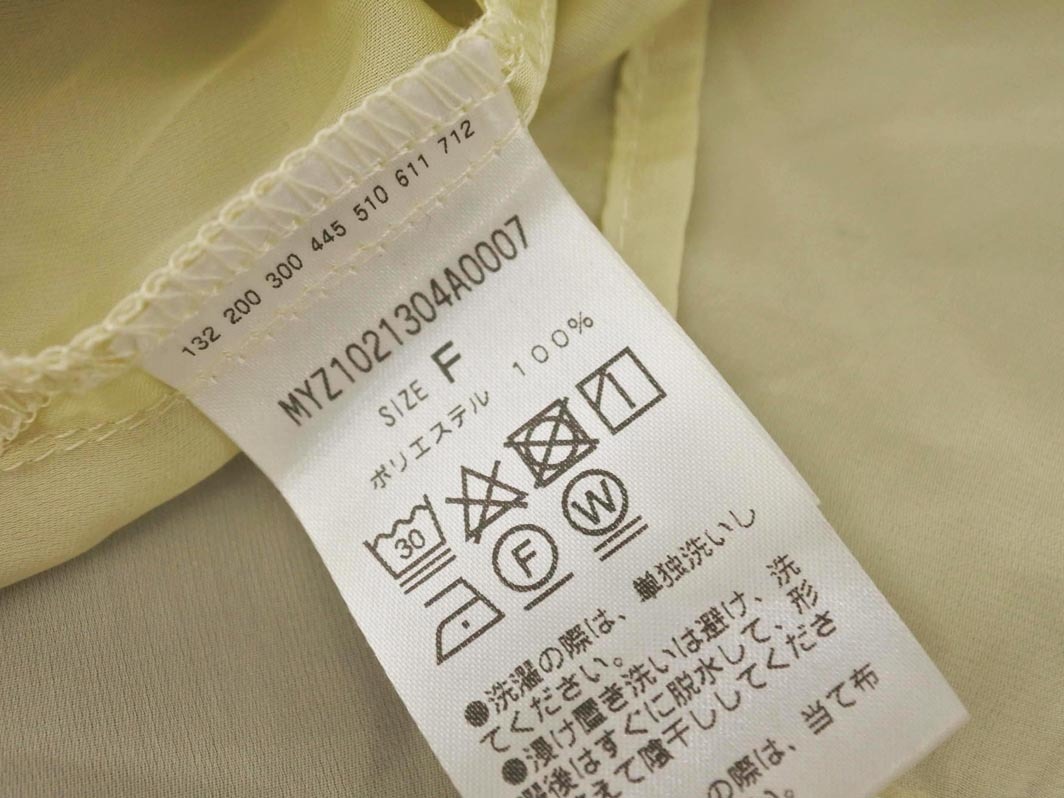 132 200 300 445 510 611 712
MYZ1021304A0007
SIZE F
ポリエステル 100%
30
F W
●洗濯の際は、単独洗いし
てください。
●浸け置き洗いは避け、洗
濯後はすぐに脱水して、形
えて陰干ししてくださ
の際は、当て布